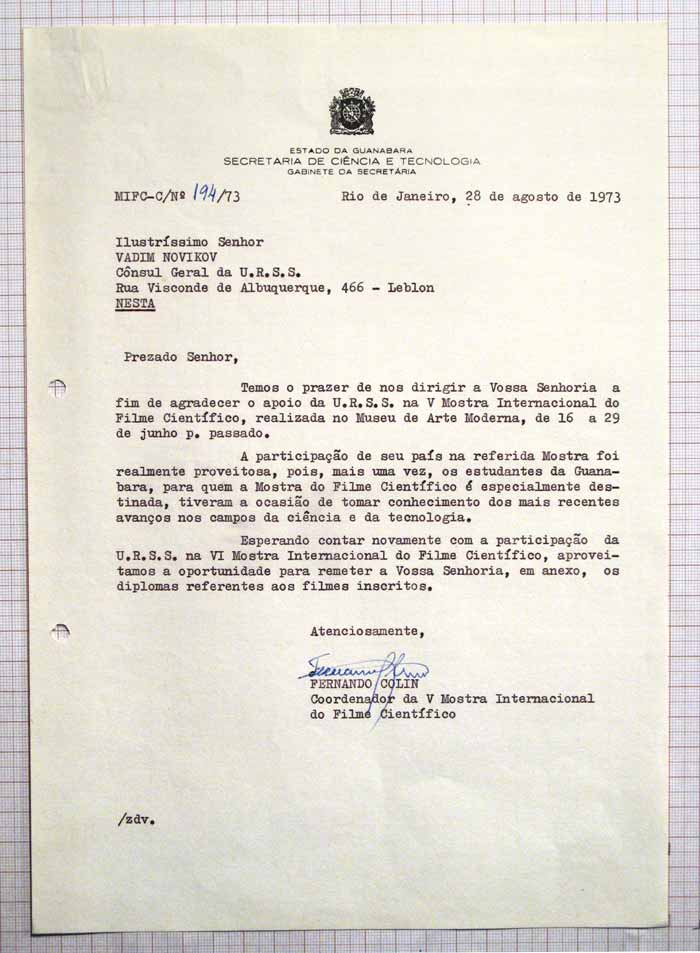 ESTADO DA GUANABARA
SECRETARIA DE CIÊNCIA E TECNOLOGIA
GABINETE DA SECRETÁRIA
MIFC-C/Nº 194/73 Rio de Janeiro, 28 de agosto de 1973
Ilustríssimo Senhor
VADIM NOVIKOV
Cônsul Geral da U.R.S.S.
Rua Visconde de Albuquerque, 466 - Leblon
NESTA
Prezado Senhor,
Temos o prazer de nos dirigir a Vossa Senhoria a
fim de agradecer o apoio da U.R.S.S. na V Mostra Internacional do
Filme Científico, realizada no Museu de Arte Moderna, de 16 a 29
de junho p. passado.
A participação de seu país na referida Mostra foi
realmente proveitosa, pois, mais uma vez, os estudantes da Guana-
bara, para quem a Mostra do Filme Científico é especialmente des-
tinada, tiveram a ocasião de tomar conhecimento dos mais recentes
avanços nos campos da ciência e da tecnologia.
Esperando contar novamente com a participação da
U.R.S.S. na VI Mostra Internacional do Filme Científico, aprovei-
tamos a oportunidade para remeter a Vossa Senhoria, em anexo, os
diplomas referentes aos filmes inscritos.
Atenciosamente,
FERNANDO COLIN
Coordenador da V Mostra Internacional
do Filme Científico
/zdv.